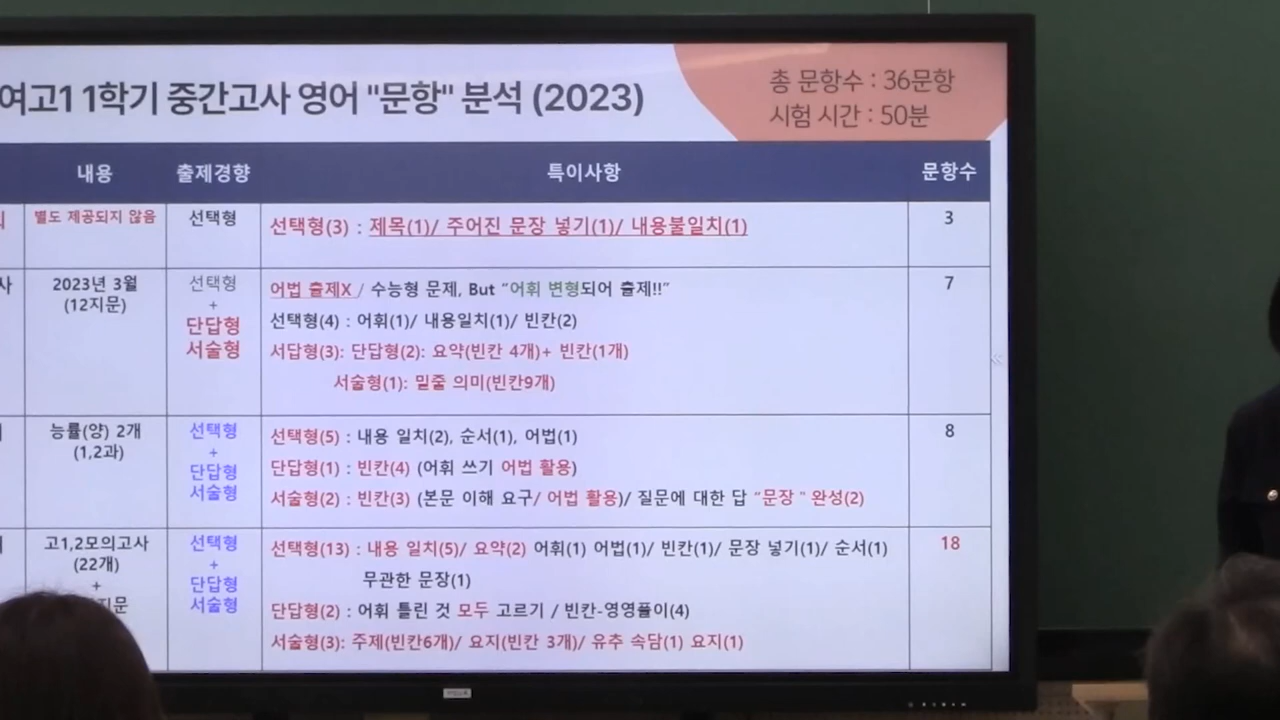 여고1 1학기 중간고사 영어 "문항" 분석 (2023)
총 문항수 : 36문항
시험 시간 : 50분
내용 출제경향 특이사항 문항수
별도 제공되지 않음 선택형 선택형(3) : 제목(1)/ 주어진 문장 넣기(1)/ 내용불일치(1) 3
사 2023년 3월 선택형 어법 출제X / 수능형 문제, But “어휘 변형되어 출제!!” 7
(12지문) + 선택형(4) : 어휘(1)/ 내용일치(1)/ 빈칸(2)
단답형 서답형(3): 단답형(2): 요약(빈칸 4개)+ 빈칸(1개)
서술형 서술형(1): 밑줄 의미(빈칸9개)
능률(양) 2개 선택형 선택형(5) : 내용 일치(2), 순서(1), 어법(1) 8
(1,2과) + 단답형 단답형(1) : 빈칸(4) (어휘 쓰기 어법 활용)
서술형 서술형(2) : 빈칸(3) (본문 이해 요구/ 어법 활용)/ 질문에 대한 답 “문장 " 완성(2)
고1,2모의고사 선택형 선택형(13) : 내용 일치(5)/ 요약(2) 어휘(1) 어법(1)/ 빈칸(1)/ 문장 넣기(1)/ 순서(1) 18
(22개) + 무관한 문장(1)
+ 단답형 단답형(2) : 어휘 틀린 것 모두 고르기 / 빈칸-영영풀이(4)
지문 서술형 서술형(3): 주제(빈칸6개)/ 요지(빈칸 3개)/ 유추 속담(1) 요지(1)